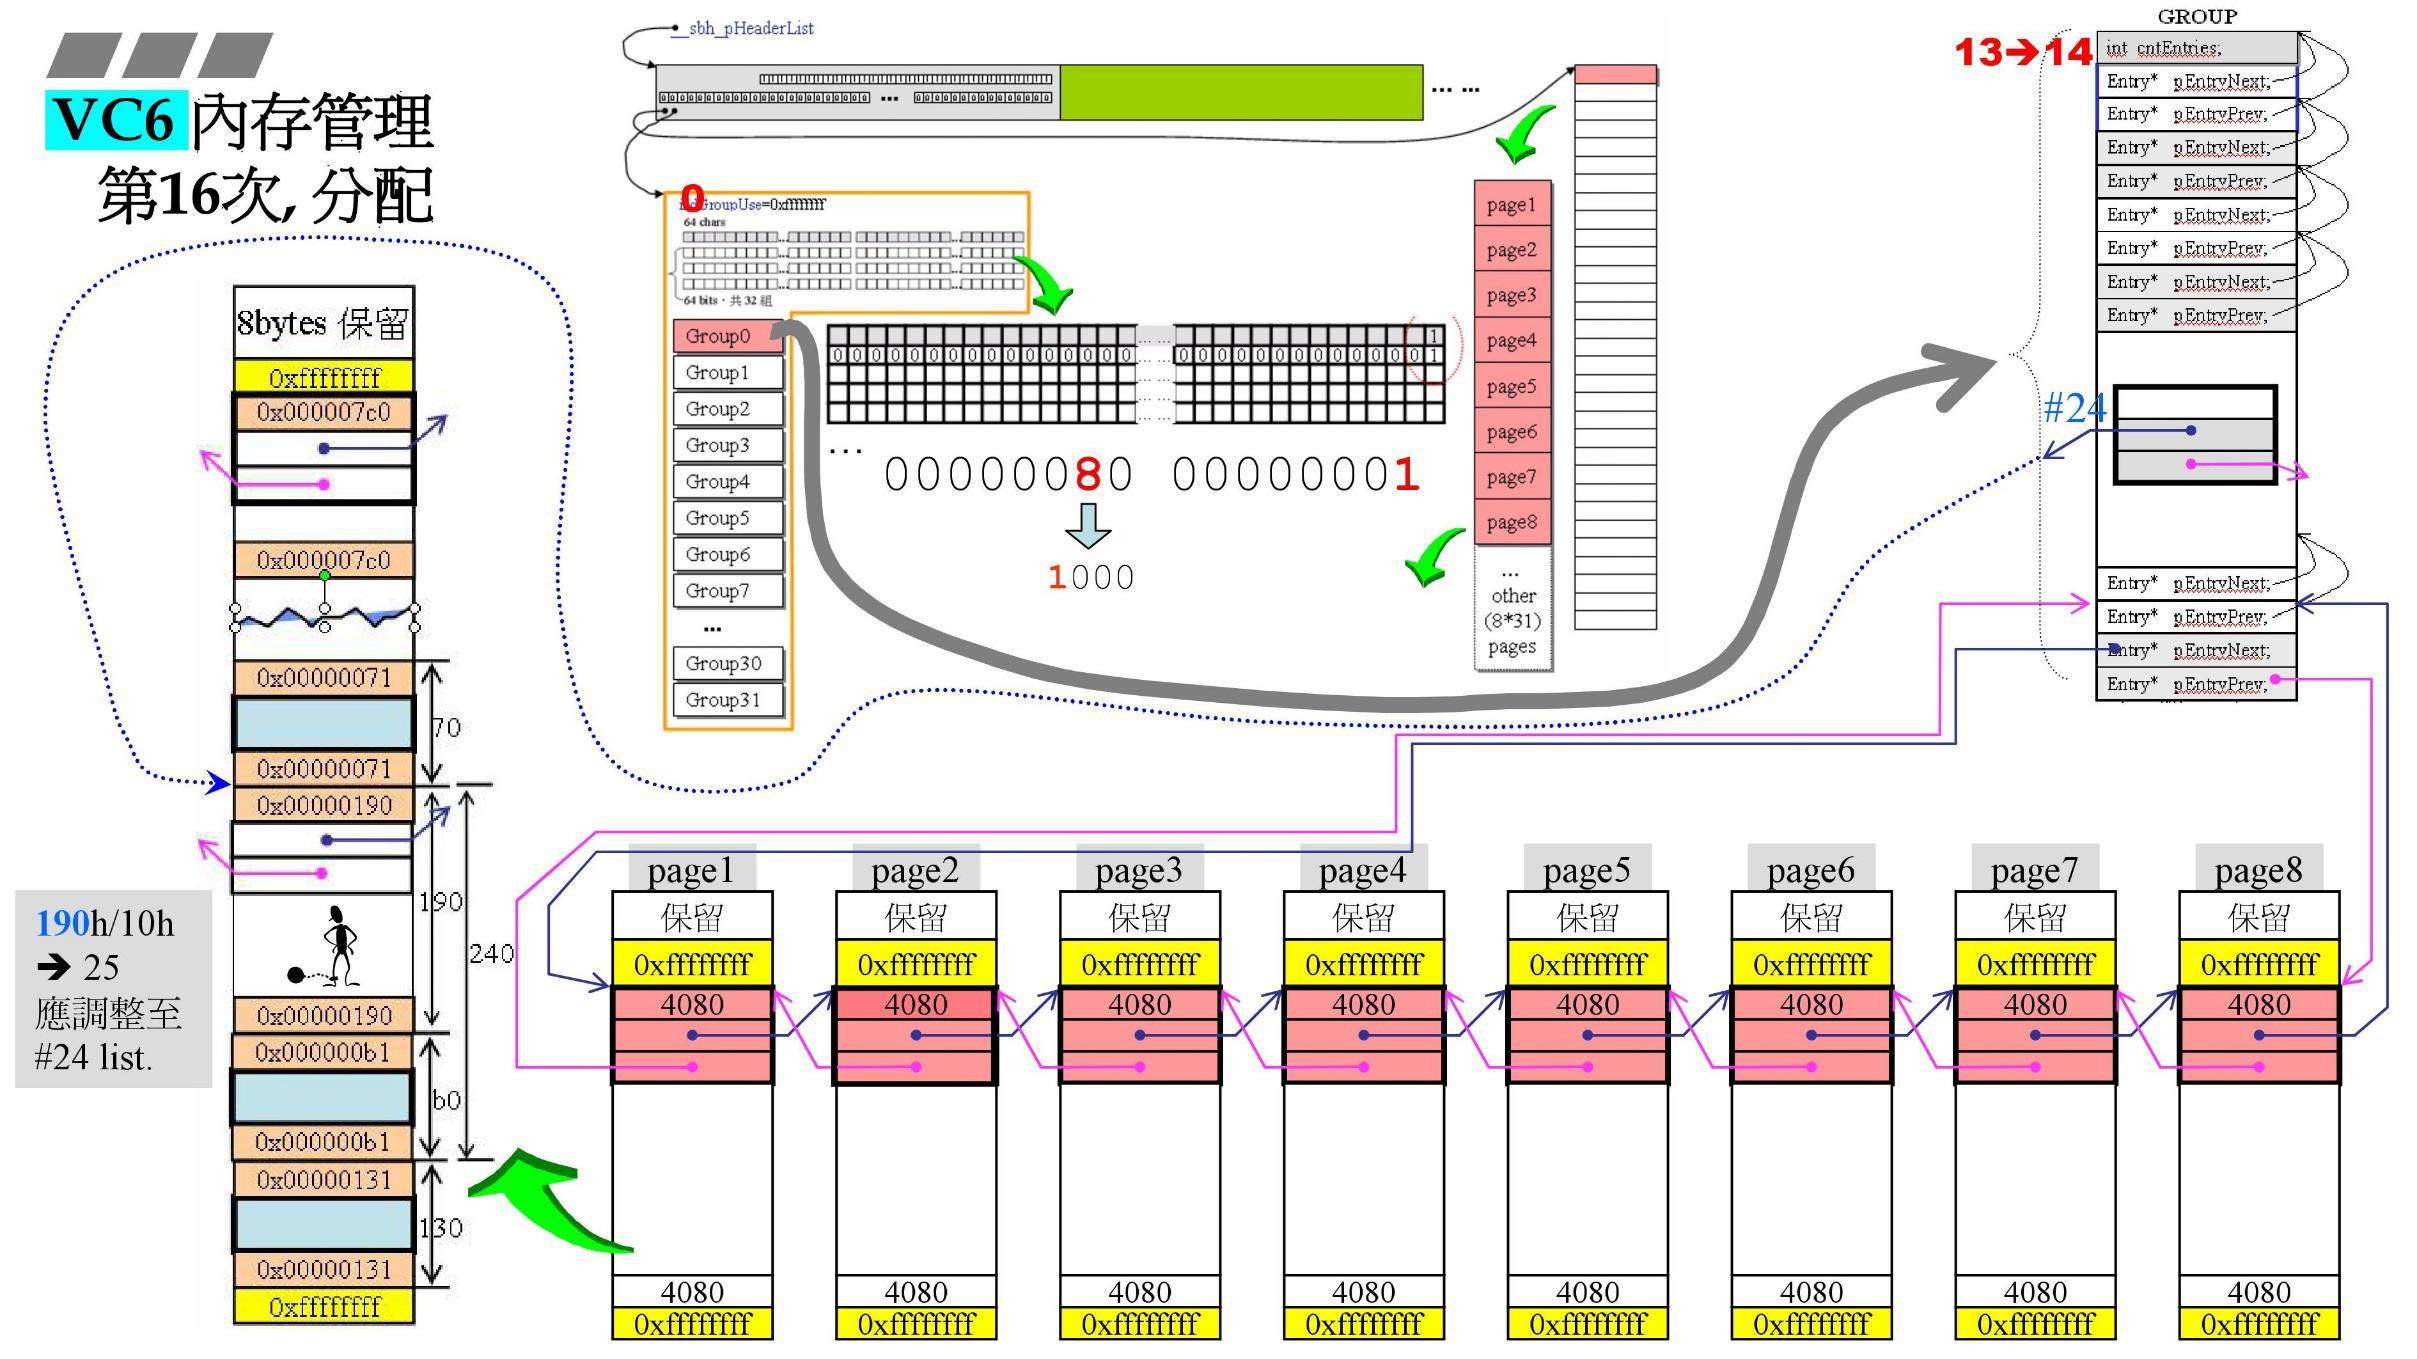 VC6 內存管理
第16次, 分配
8bytes 保留
0xffffffff
0x000007c0
0x000007c0
0x00000071
70
0x00000071
0x00000190
190
240
0x00000190
0x000000b1
b0
0x000000b1
0x00000131
130
0x00000131
0xffffffff
190h/10h
➔ 25
應調整至
#24 list.
__sbh_pHeaderList
... ...
0
GroupUse=0xffffffff
64 chars
64 bits，共 32 組
Group0
Group1
Group2
Group3
Group4
Group5
Group6
Group7
...
Group30
Group31
1
0 0 0 0 0 0 0 0 0 0 0 0 0 0 0 0 ...... 0 0 0 0 0 0 0 0 0 0 0 0 0 1
...
00000080 00000001
1000
page1
page2
page3
page4
page5
page6
page7
page8
...
other
(8*31)
pages
GROUP
13➔14
int cntEntries;
Entry* pEntryNext;
Entry* pEntryPrev;
Entry* pEntryNext;
Entry* pEntryPrev;
Entry* pEntryNext;
Entry* pEntryPrev;
Entry* pEntryNext;
Entry* pEntryPrev;
#24
Entry* pEntryNext;
Entry* pEntryPrev;
Entry* pEntryNext;
Entry* pEntryPrev;
page1 page2 page3 page4 page5 page6 page7 page8
保留 保留 保留 保留 保留 保留 保留 保留
0xffffffff 0xffffffff 0xffffffff 0xffffffff 0xffffffff 0xffffffff 0xffffffff 0xffffffff
4080 4080 4080 4080 4080 4080 4080 4080
4080 4080 4080 4080 4080 4080 4080 4080
0xffffffff 0xffffffff 0xffffffff 0xffffffff 0xffffffff 0xffffffff 0xffffffff 0xffffffff